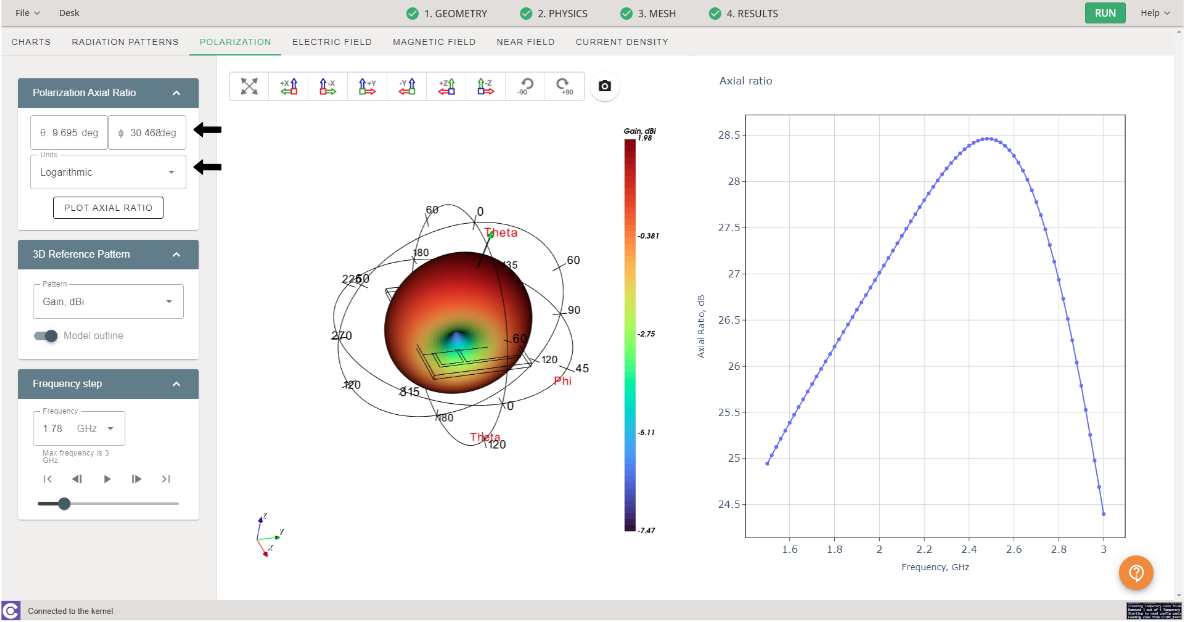 File Desk 1. GEOMETRY 2. PHYSICS 3. MESH 4. RESULTS RUN Help
CHARTS RADIATION PATTERNS POLARIZATION ELECTRIC FIELD MAGNETIC FIELD NEAR FIELD CURRENT DENSITY
Polarization Axial Ratio
θ 9.695 deg ϕ 30.468deg
Units
Logarithmic
PLOT AXIAL RATIO
3D Reference Pattern
Pattern
Gain, dBi
Model outline
Frequency step
Frequency
1.78 GHz
Max frequency is 3
GHz
+X -X +Y -Y +Z -Z -90 +90
Gain, dBi
1.98
-0.381
-2.75
-5.11
-7.47
60 0
Theta
180 135 60
225
90
270 60
120 45
Phi
120 315
180 0
Theta
120
Z
Y
X
Axial ratio
Axial Ratio, dB
28.5
28
27.5
27
26.5
26
25.5
25
24.5
1.6 1.8 2 2.2 2.4 2.6 2.8 3
Frequency, GHz
Connected to the kernel